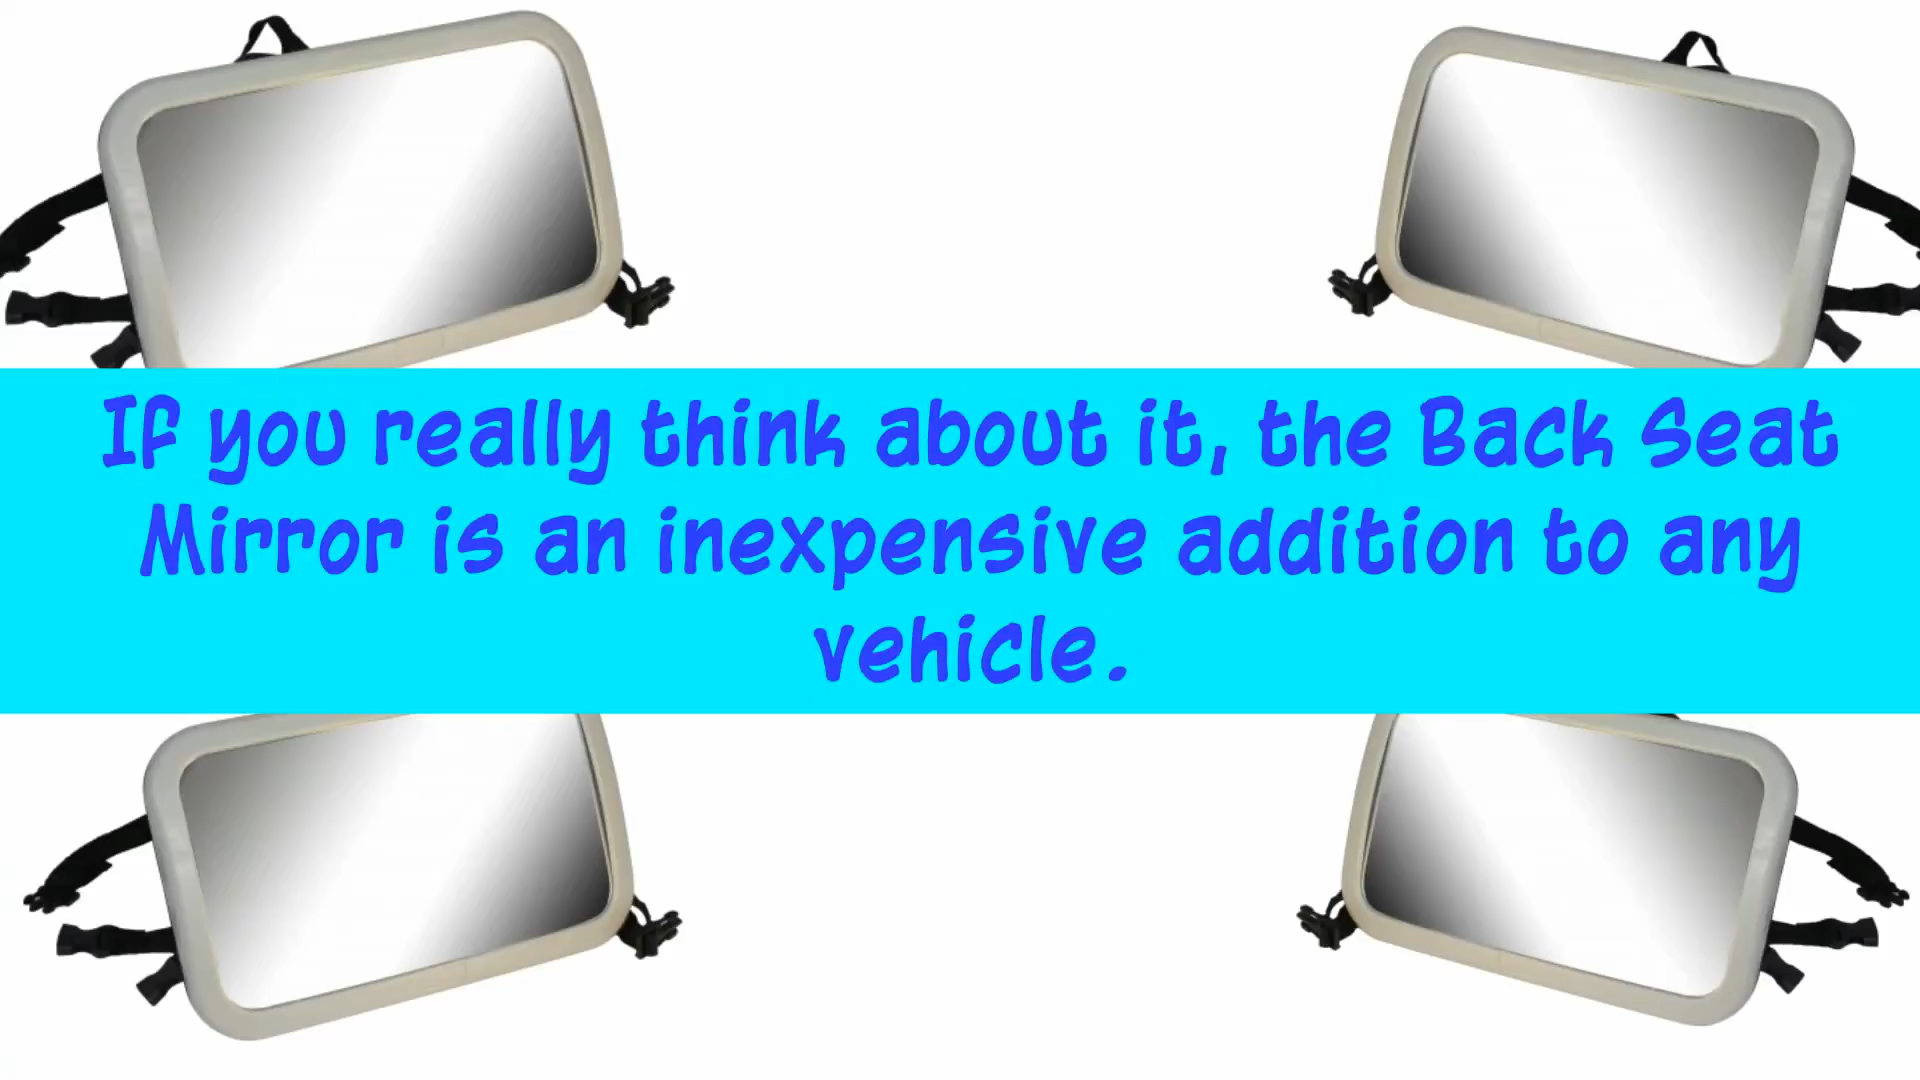 If you really think about it, the Back Seat
Mirror is an inexpensive addition to any
vehicle.